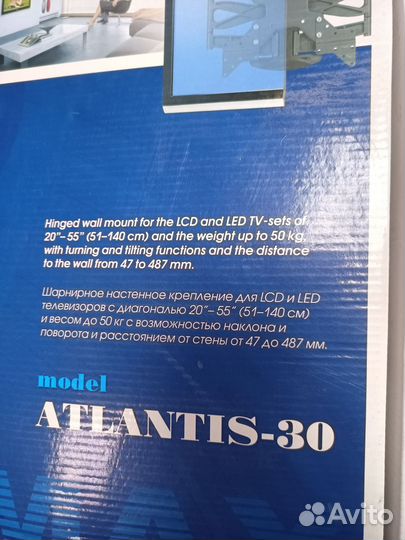 Hinged wall mount for the LCD and LED TV-sets of
20"– 55" (51–140 cm) and the weight up to 50 kg,
with turning and tilting functions and the distance
to the wall from 47 to 487 mm.
Шарнирное настенное крепление для LCD и LED
телевизоров с диагональю 20"– 55" (51–140 см)
и весом до 50 кг с возможностью наклона и
поворота и расстоянием от стены от 47 до 487 мм.
model
ATLANTIS-30
Avito